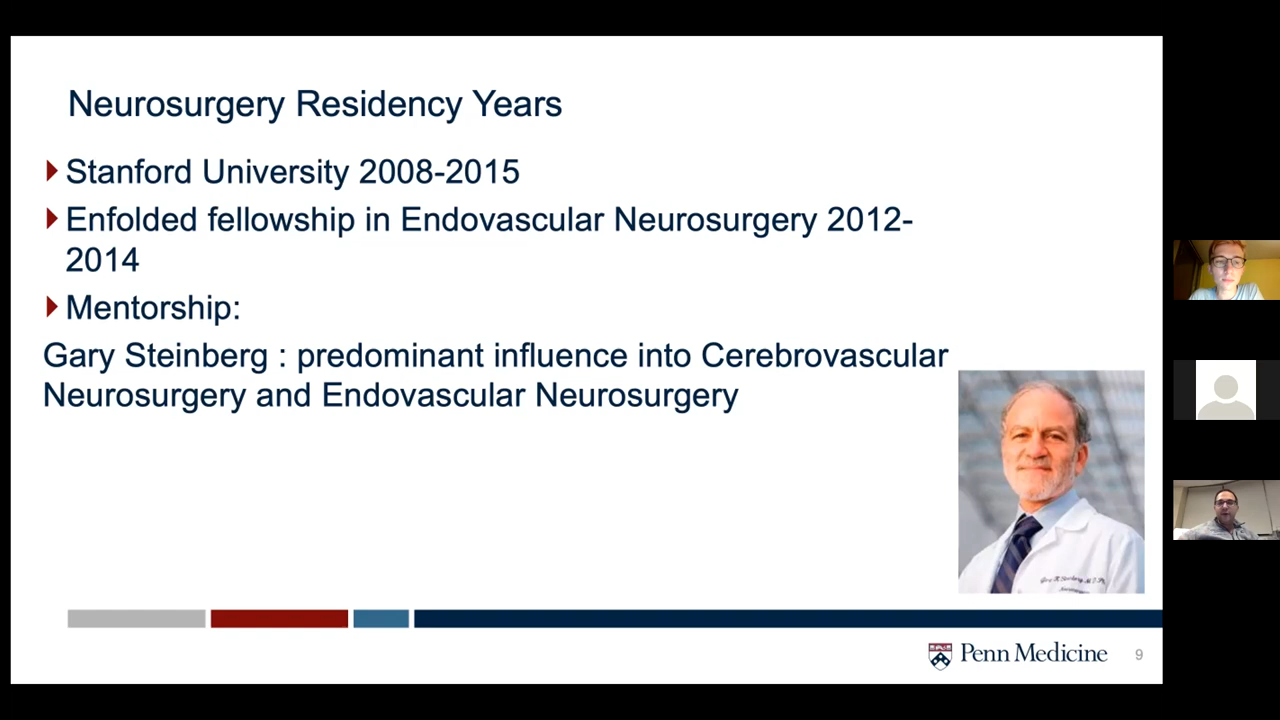 Neurosurgery Residency Years
Stanford University 2008-2015
Enfolded fellowship in Endovascular Neurosurgery 2012-
2014
Mentorship:
Gary Steinberg : predominant influence into Cerebrovascular
Neurosurgery and Endovascular Neurosurgery
Penn Medicine
9